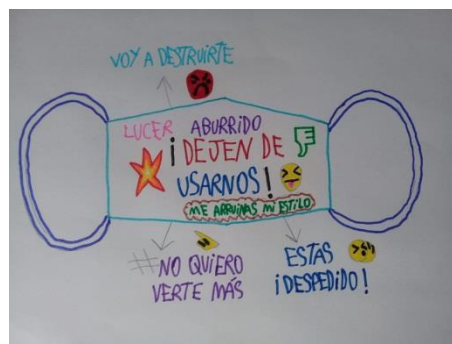 VOY A DESTRUIRTE
LUCER ABURRIDO
¡DEJEN DE
USARNOS!
ME ARRUINAS MI ESTILO
#NO QUIERO
VERTE MÁS
ESTAS
¡DESPEDIDO!